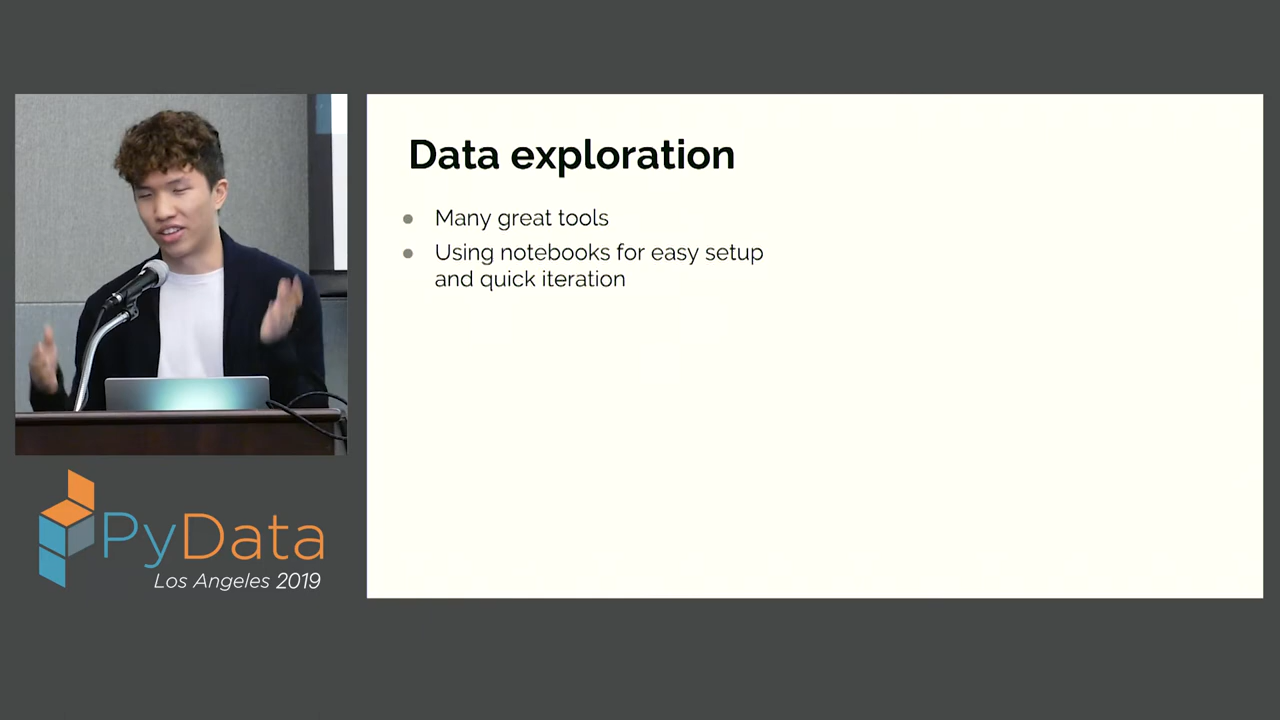 Data exploration
Many great tools
Using notebooks for easy setup
and quick iteration
PyData
Los Angeles 2019